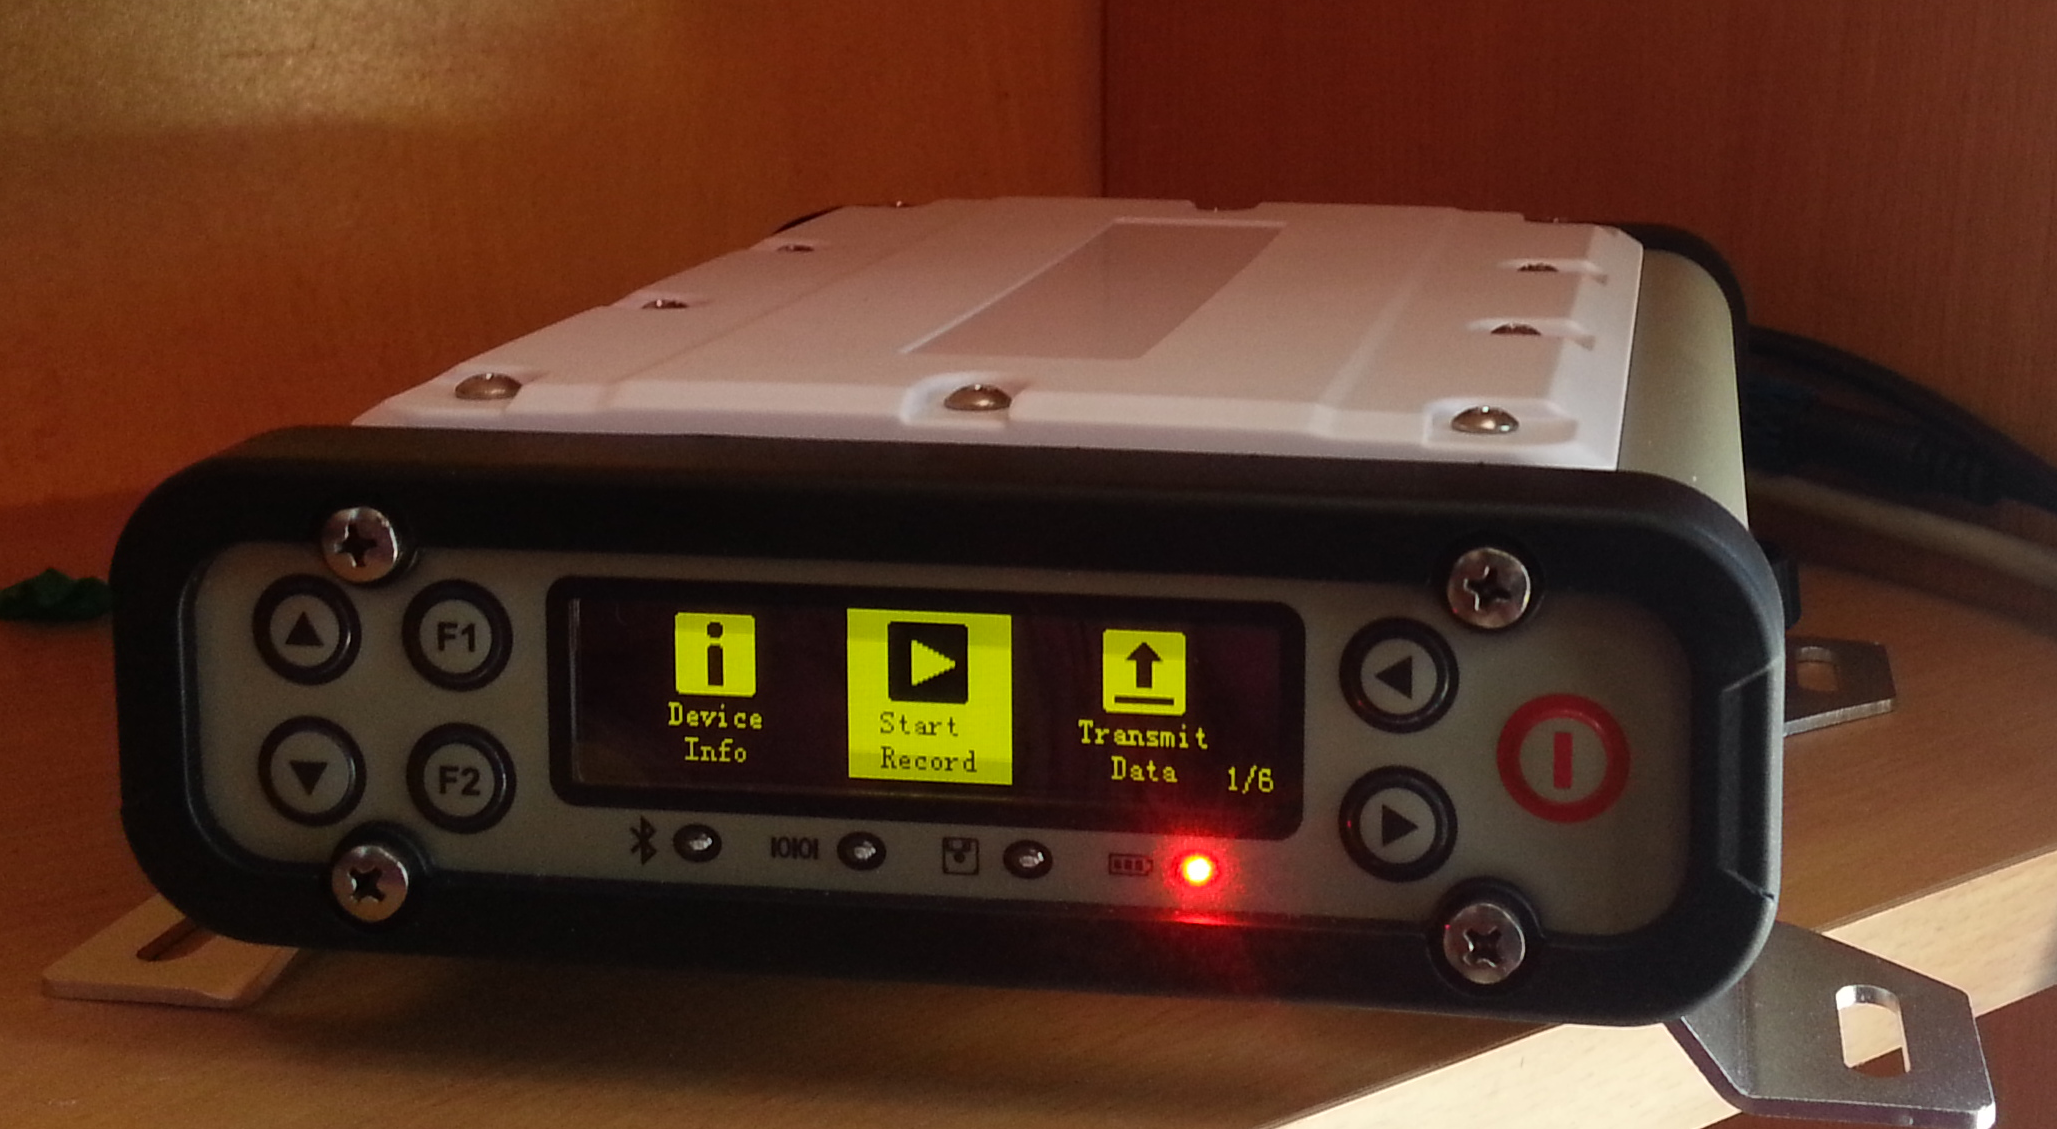 F1
F2
Device
Info
Start
Record
Transmit
Data
1/6
IOIOI